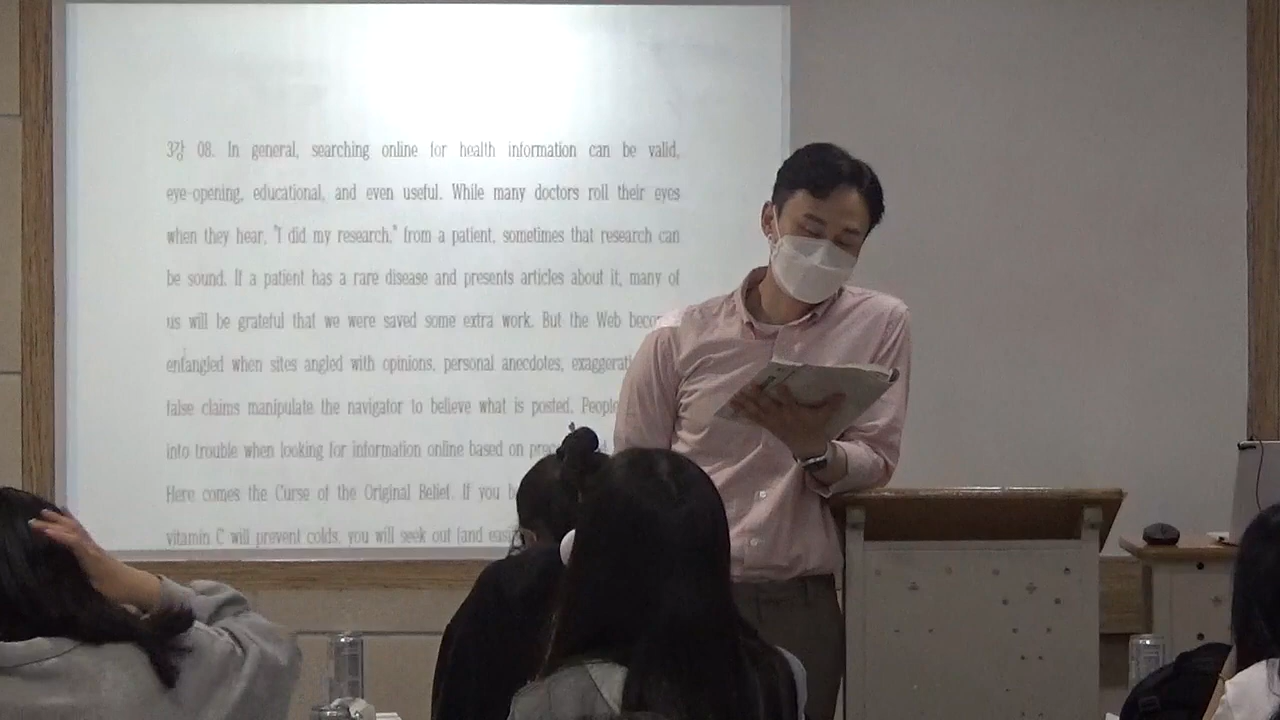 3강 08. In general, searching online for health information can be valid,
eye-opening, educational, and even useful. While many doctors roll their eyes
when they hear, "I did my research." from a patient, sometimes that research can
be sound. If a patient has a rare disease and presents articles about it, many of
us will be grateful that we were saved some extra work. But the Web
entangled when sites angled with opinions, personal anecdotes,
false claims manipulate the navigator to believe what is posted.
into trouble when looking for information online based on
Here comes the Curse of the Original Belief. If you
vitamin C will prevent colds, you will seek out (and